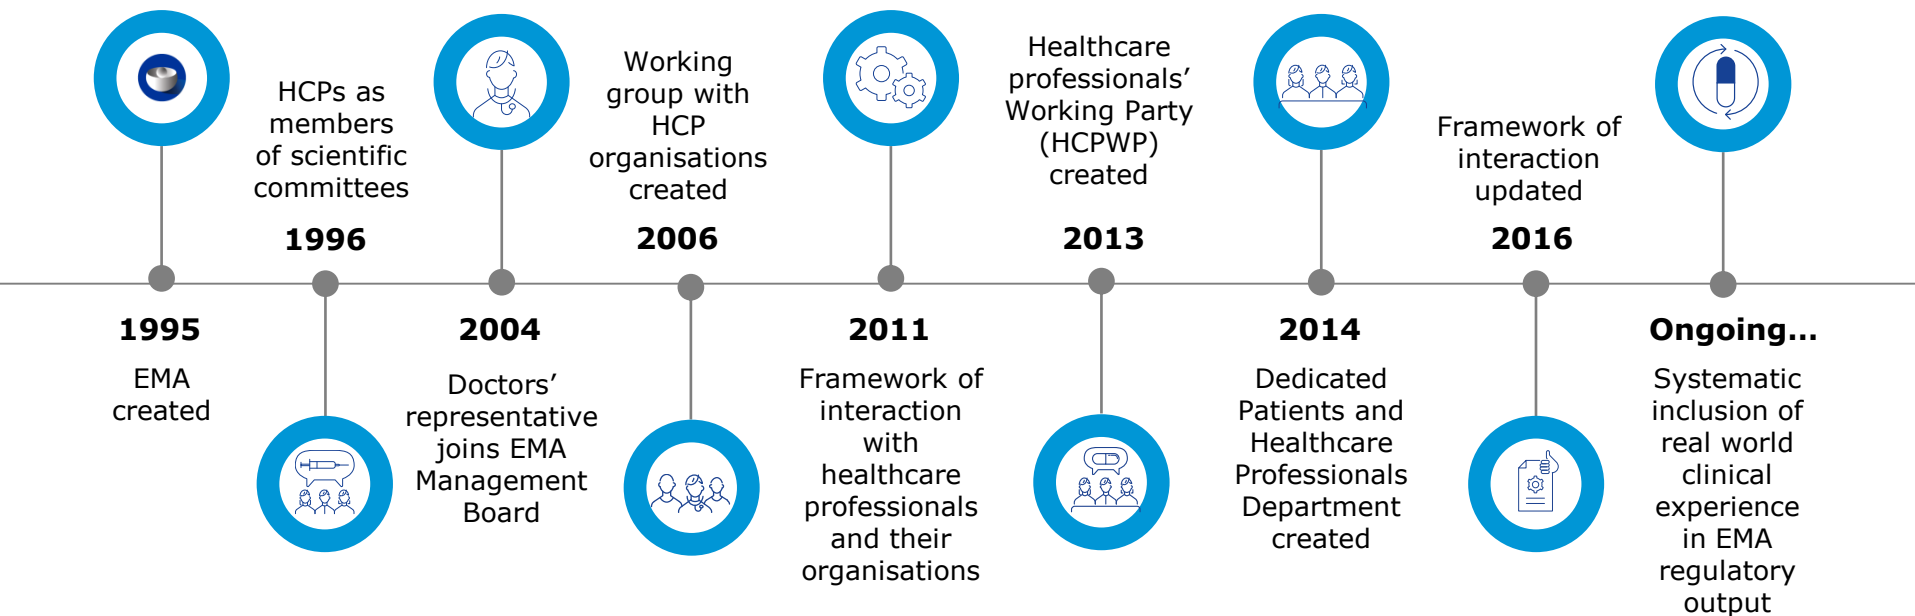 1995
EMA
created
HCPs as
members
of scientific
committees
1996
2004
Doctors’
representative
joins EMA
Management
Board
Working
group with
HCP
organisations
created
2006
2011
Framework of
interaction
with
healthcare
professionals
and their
organisations
Healthcare
professionals’
Working Party
(HCPWP)
created
2013
2014
Dedicated
Patients and
Healthcare
Professionals
Department
created
Framework of
interaction
updated
2016
Ongoing…
Systematic
inclusion of
real world
clinical
experience
in EMA
regulatory
output